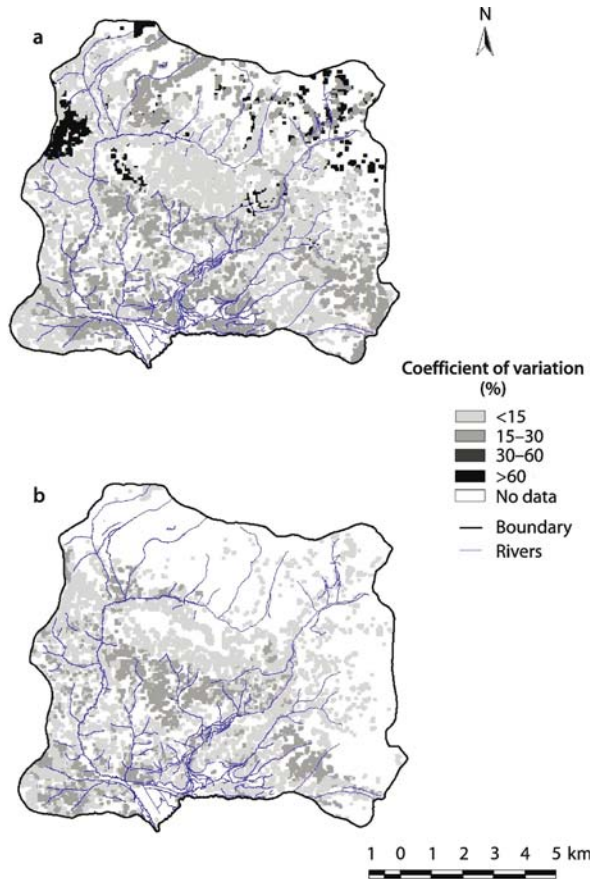 N
a
Coefficient of variation
(%)
<15
15–30
30–60
>60
No data
Boundary
Rivers
b
1 0 1 2 3 4 5 km